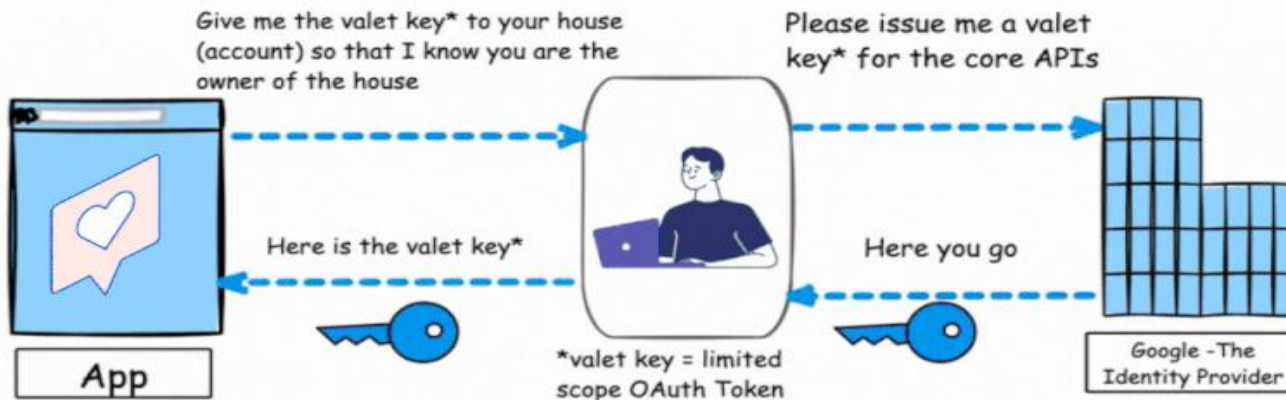 Give me the valet key* to your house
(account) so that I know you are the
owner of the house
Please issue me a valet
key* for the core APIs
Here is the valet key*
Here you go
*valet key = limited
scope OAuth Token
App
Google -The
Identity Provider